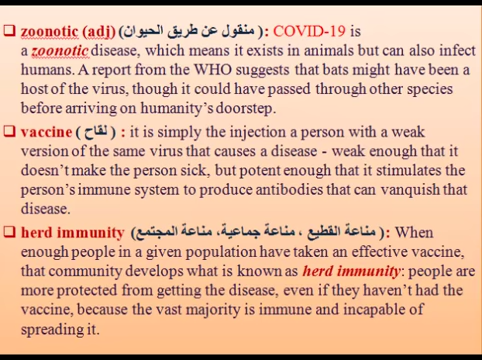 ❑ zoonotic (adj) (منقول عن طريق الحيوان ): COVID-19 is
a zoonotic disease, which means it exists in animals but can also infect
humans. A report from the WHO suggests that bats might have been a
host of the virus, though it could have passed through other species
before arriving on humanity's doorstep.
❑ vaccine ( لقاح ) : it is simply the injection a person with a weak
version of the same virus that causes a disease - weak enough that it
doesn't make the person sick, but potent enough that it stimulates the
person's immune system to produce antibodies that can vanquish that
disease.
❑ herd immunity (مناعة القطيع ، مناعة جماعية، مناعة المجتمع ): When
enough people in a given population have taken an effective vaccine,
that community develops what is known as herd immunity: people are
more protected from getting the disease, even if they haven't had the
vaccine, because the vast majority is immune and incapable of
spreading it.